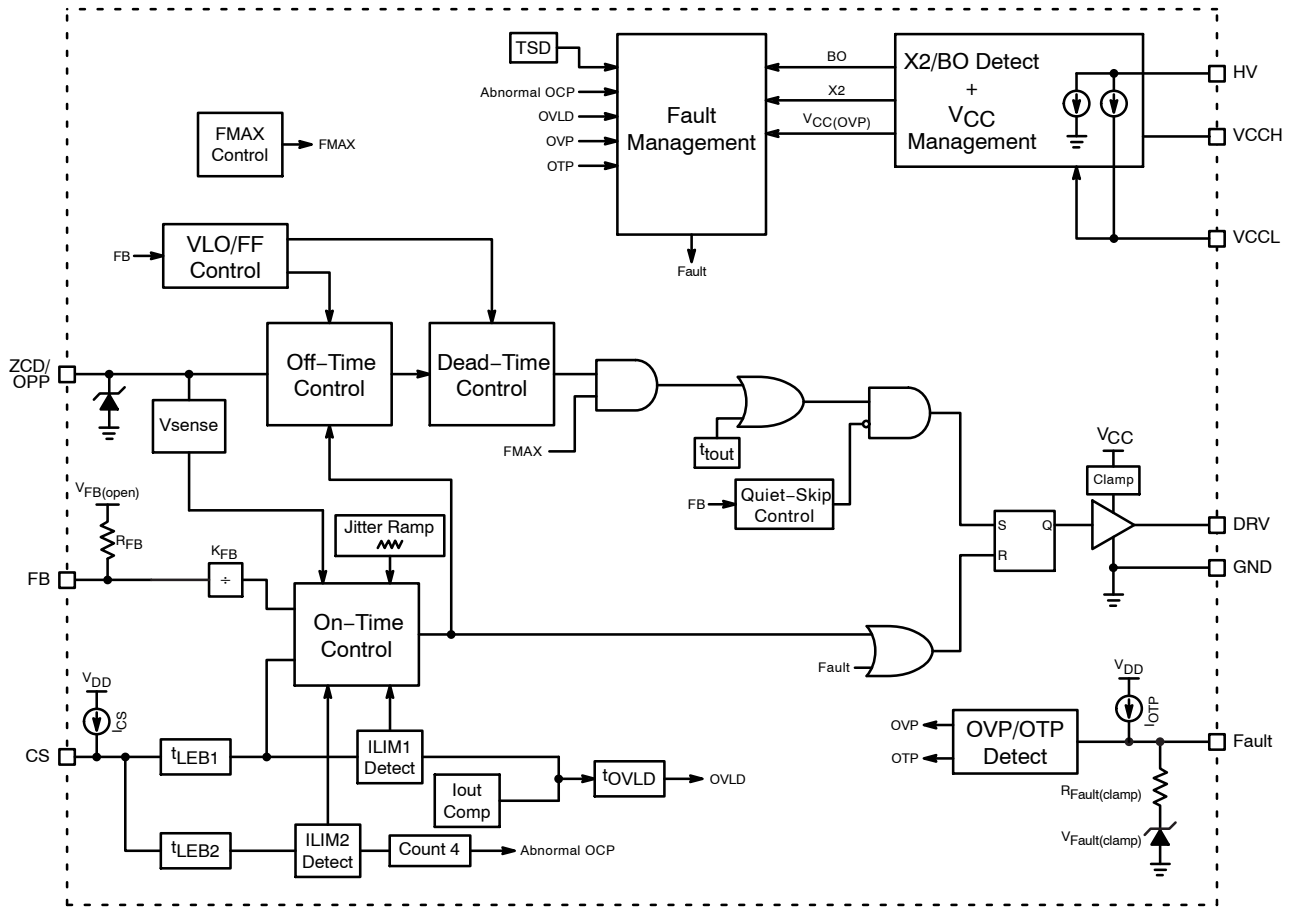 TSD
Abnormal OCP
OVLD
OVP
OTP
Fault
Management
BO
X2
VCC(OVP)
X2/BO Detect
+
VCC
Management
HV
VCCH
VCCL
Fault
FMAX
Control
FMAX
FB
VLO/FF
Control
ZCD/
OPP
Off−Time
Control
Dead−Time
Control
Vsense
FMAX
ttout
FB
Quiet−Skip
Control
VCC
Clamp
S
R
Q
DRV
GND
VFB(open)
RFB
FB
KFB
÷
Jitter Ramp
On−Time
Control
Fault
VDD
ICS
CS
tLEB1
ILIM1
Detect
Iout
Comp
tOVLD
OVLD
tLEB2
ILIM2
Detect
Count 4
Abnormal OCP
OVP
OTP
OVP/OTP
Detect
VDD
IOTP
Fault
RFault(clamp)
VFault(clamp)